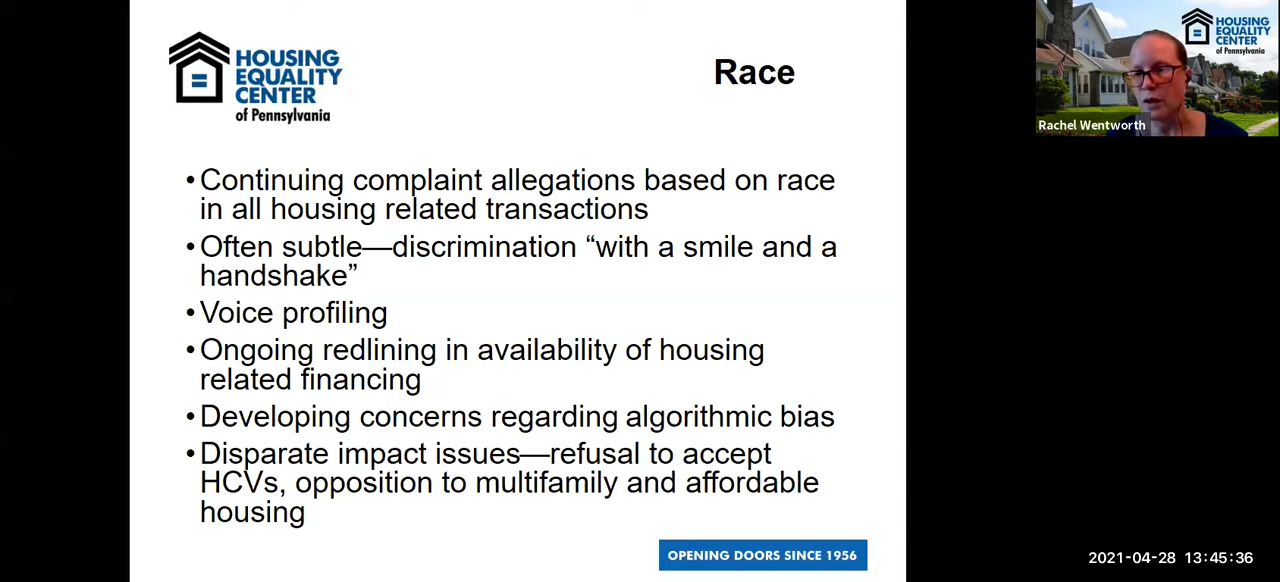 HOUSING
EQUALITY
CENTER
of Pennsylvania
Race
•Continuing complaint allegations based on race
in all housing related transactions
•Often subtle—discrimination “with a smile and a
handshake”
•Voice profiling
•Ongoing redlining in availability of housing
related financing
•Developing concerns regarding algorithmic bias
•Disparate impact issues—refusal to accept
HCVs, opposition to multifamily and affordable
housing
OPENING DOORS SINCE 1956
HOUSING
EQUALITY
CENTER
of Pennsylvania
Rachel Wentworth
2021-04-28 13:45:36